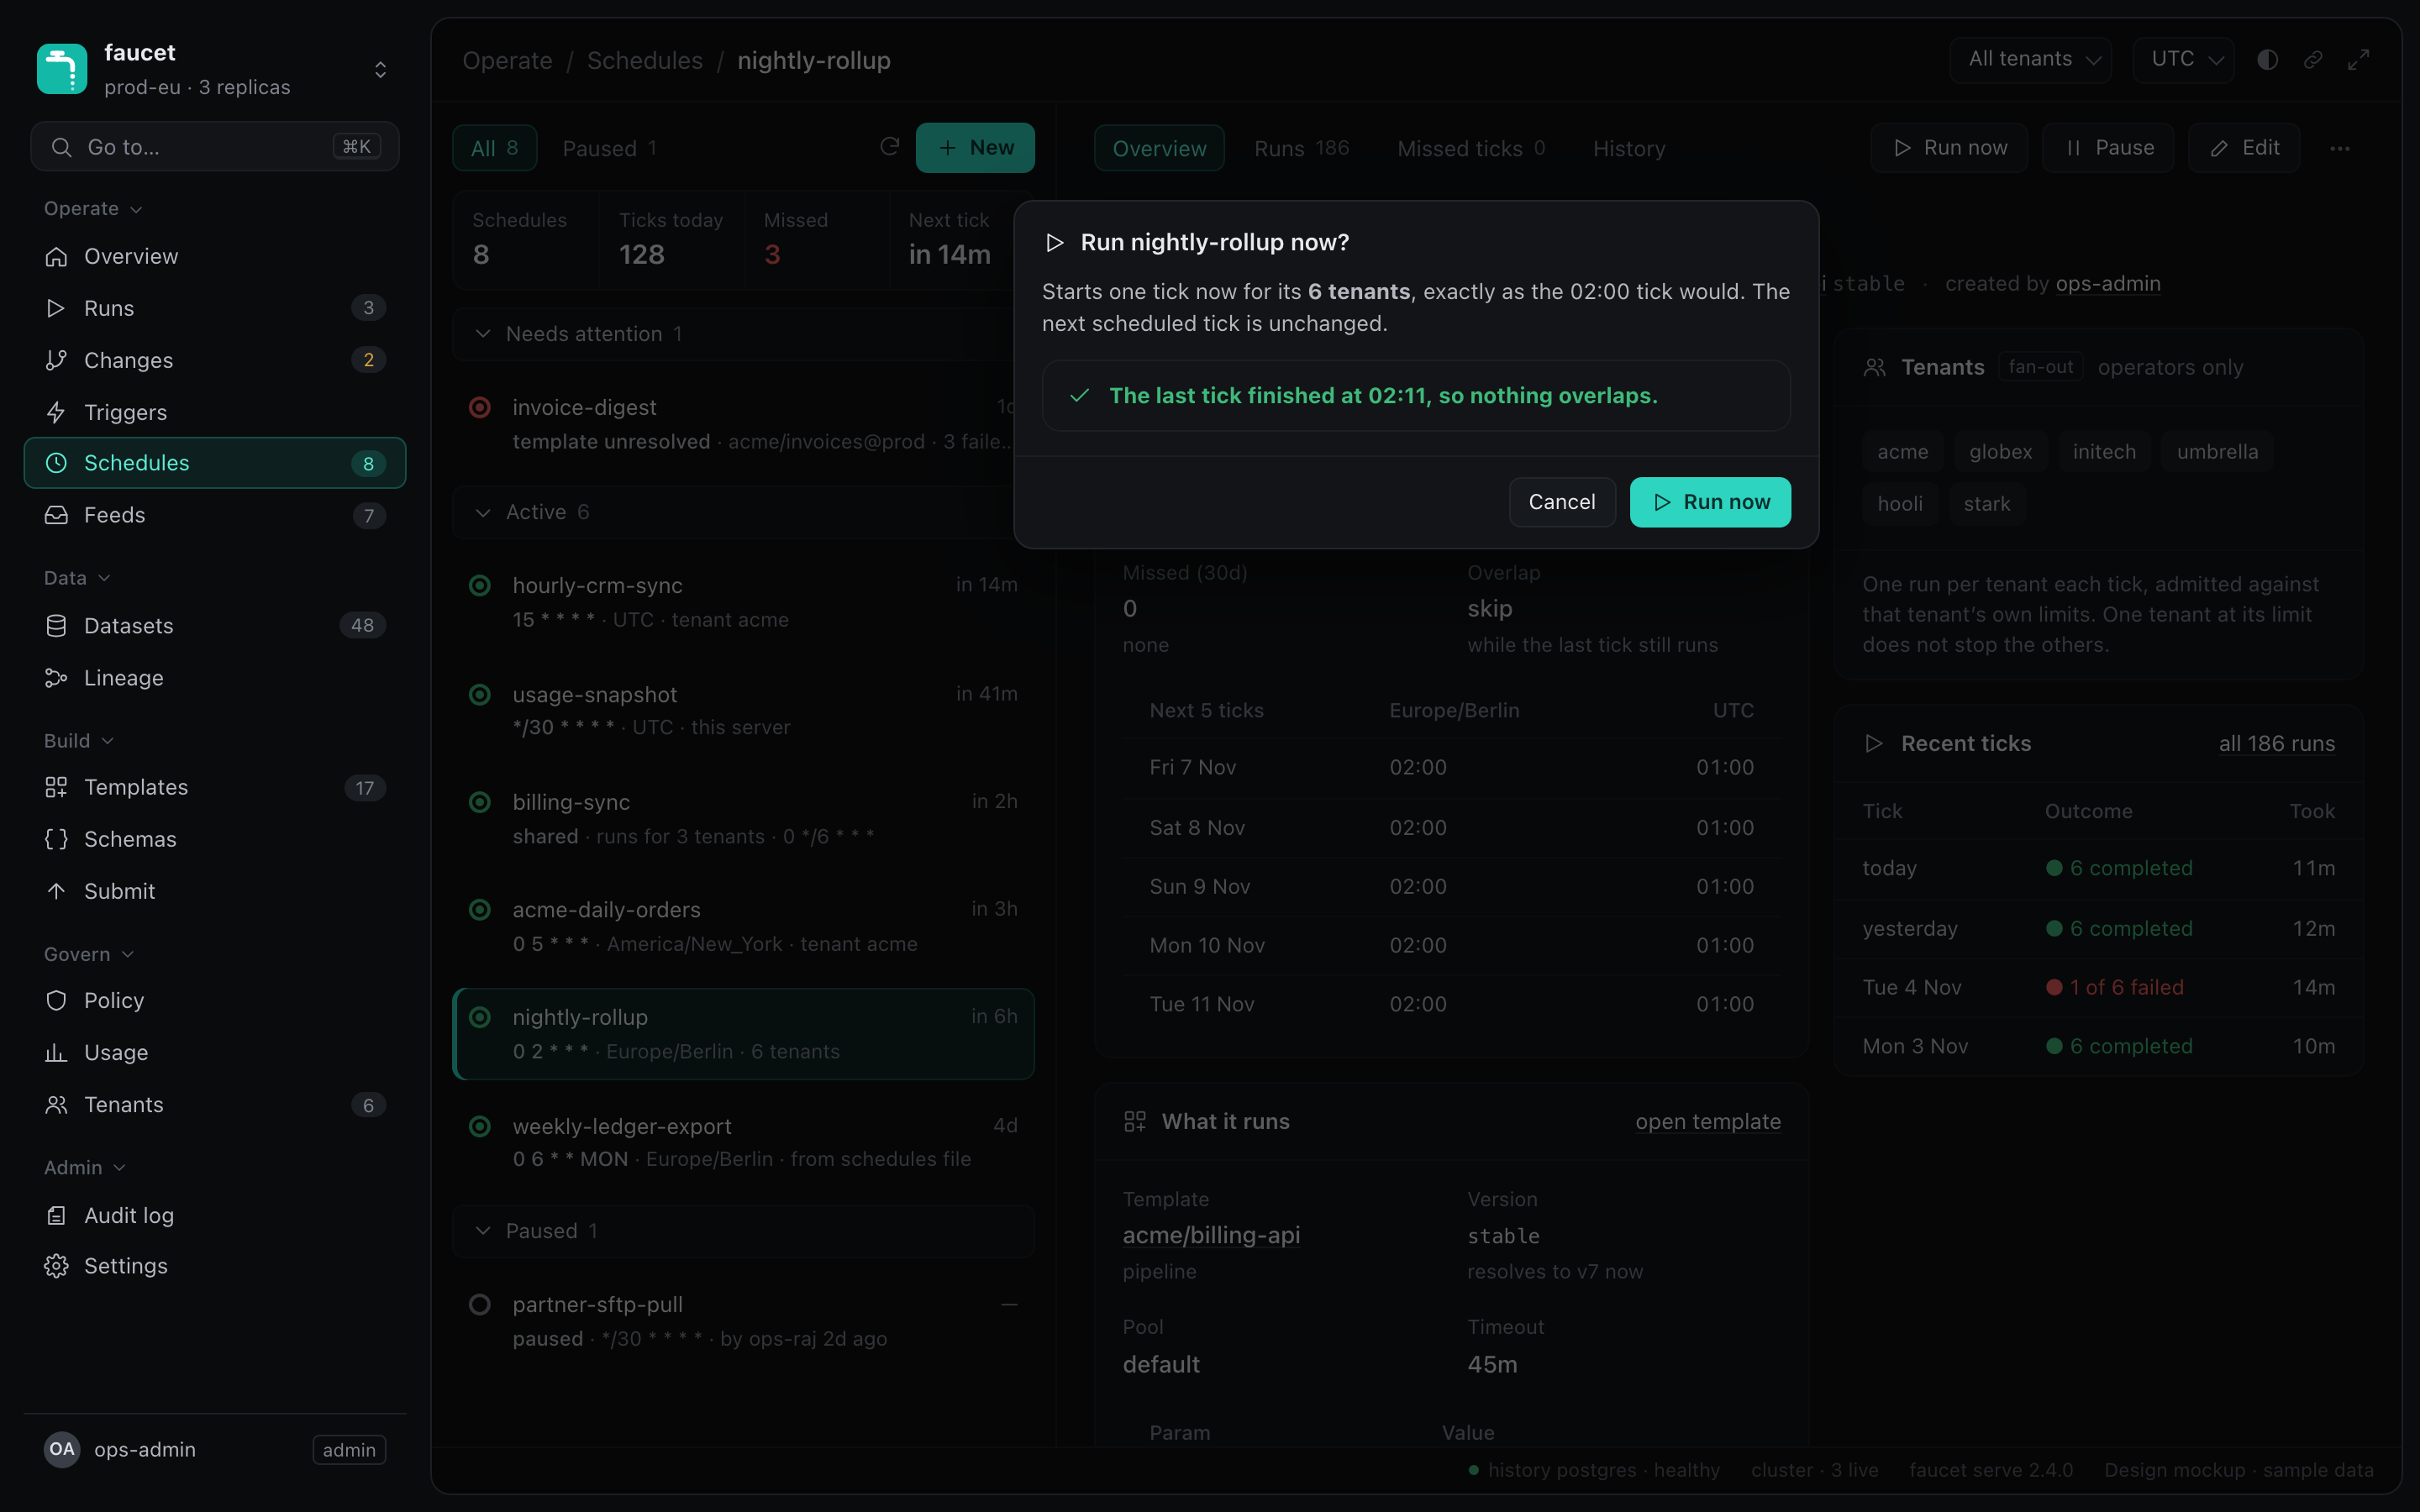 faucet
prod-eu · 3 replicas
Go to...
⌘K
Operate
Overview
Runs 3
Changes 2
Triggers
Schedules 8
Feeds 7
Data
Datasets 48
Lineage
Build
Templates 17
Schemas
Submit
Govern
Policy
Usage
Tenants 6
Admin
Audit log
Settings
OA ops-admin admin
Operate / Schedules / nightly-rollup
All tenants
UTC
All 8
Paused 1
New
Schedules
8
Ticks today
128
Missed
3
Next tick
in 14m
Needs attention 1
invoice-digest
template unresolved · acme/invoices@prod · 3 faile...
Active 6
hourly-crm-sync in 14m
15 * * * * · UTC · tenant acme
usage-snapshot in 41m
*/30 * * * * · UTC · this server
billing-sync in 2h
shared · runs for 3 tenants · 0 */6 * * *
acme-daily-orders in 3h
0 5 * * * · America/New_York · tenant acme
nightly-rollup in 6h
0 2 * * * · Europe/Berlin · 6 tenants
weekly-ledger-export 4d
0 6 * * MON · Europe/Berlin · from schedules file
Paused 1
partner-sftp-pull —
paused · */30 * * * * · by ops-raj 2d ago
Overview
Runs 186
Missed ticks 0
History
Run now
Pause
Edit
Run nightly-rollup now?
Starts one tick now for its 6 tenants, exactly as the 02:00 tick would. The
next scheduled tick is unchanged.
The last tick finished at 02:11, so nothing overlaps.
Cancel
Run now
stable · created by ops-admin
Missed (30d)
0
none
Overlap
skip
while the last tick still runs
Next 5 ticks Europe/Berlin UTC
Fri 7 Nov 02:00 01:00
Sat 8 Nov 02:00 01:00
Sun 9 Nov 02:00 01:00
Mon 10 Nov 02:00 01:00
Tue 11 Nov 02:00 01:00
What it runs
open template
Template
acme/billing-api
pipeline
Version
stable
resolves to v7 now
Pool
default
Timeout
45m
Param Value
Tenants fan-out operators only
acme globex initech umbrella
hooli stark
One run per tenant each tick, admitted against
that tenant’s own limits. One tenant at its limit
does not stop the others.
Recent ticks
all 186 runs
Tick Outcome Took
today 6 completed 11m
yesterday 6 completed 12m
Tue 4 Nov 1 of 6 failed 14m
Mon 3 Nov 6 completed 10m
history postgres · healthy
cluster · 3 live
faucet serve 2.4.0
Design mockup · sample data